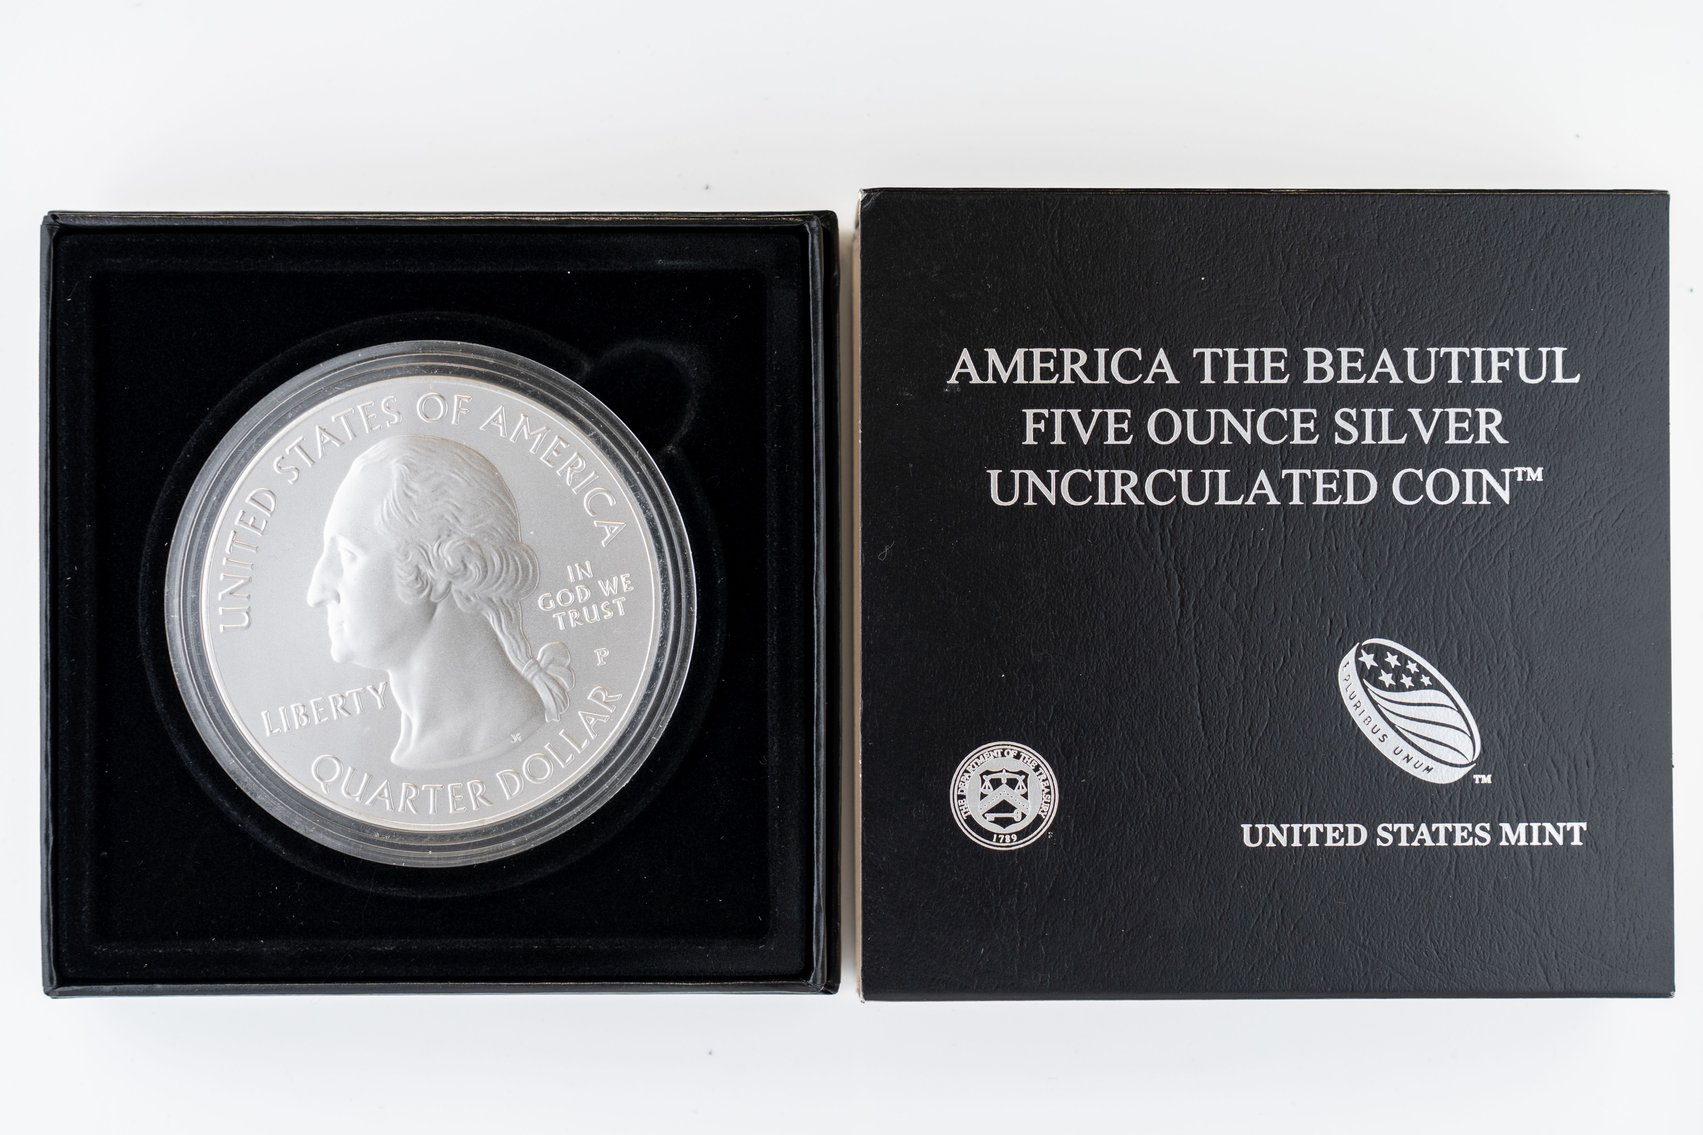 UNITED STATES OF AMERICA
IN
GOD WE
TRUST
P
LIBERTY
JF
QUARTER DOLLAR
AMERICA THE BEAUTIFUL
FIVE OUNCE SILVER
UNCIRCULATED COIN™
E PLURIBUS UNUM
™
THE DEPARTMENT OF THE TREASURY
1789
UNITED STATES MINT